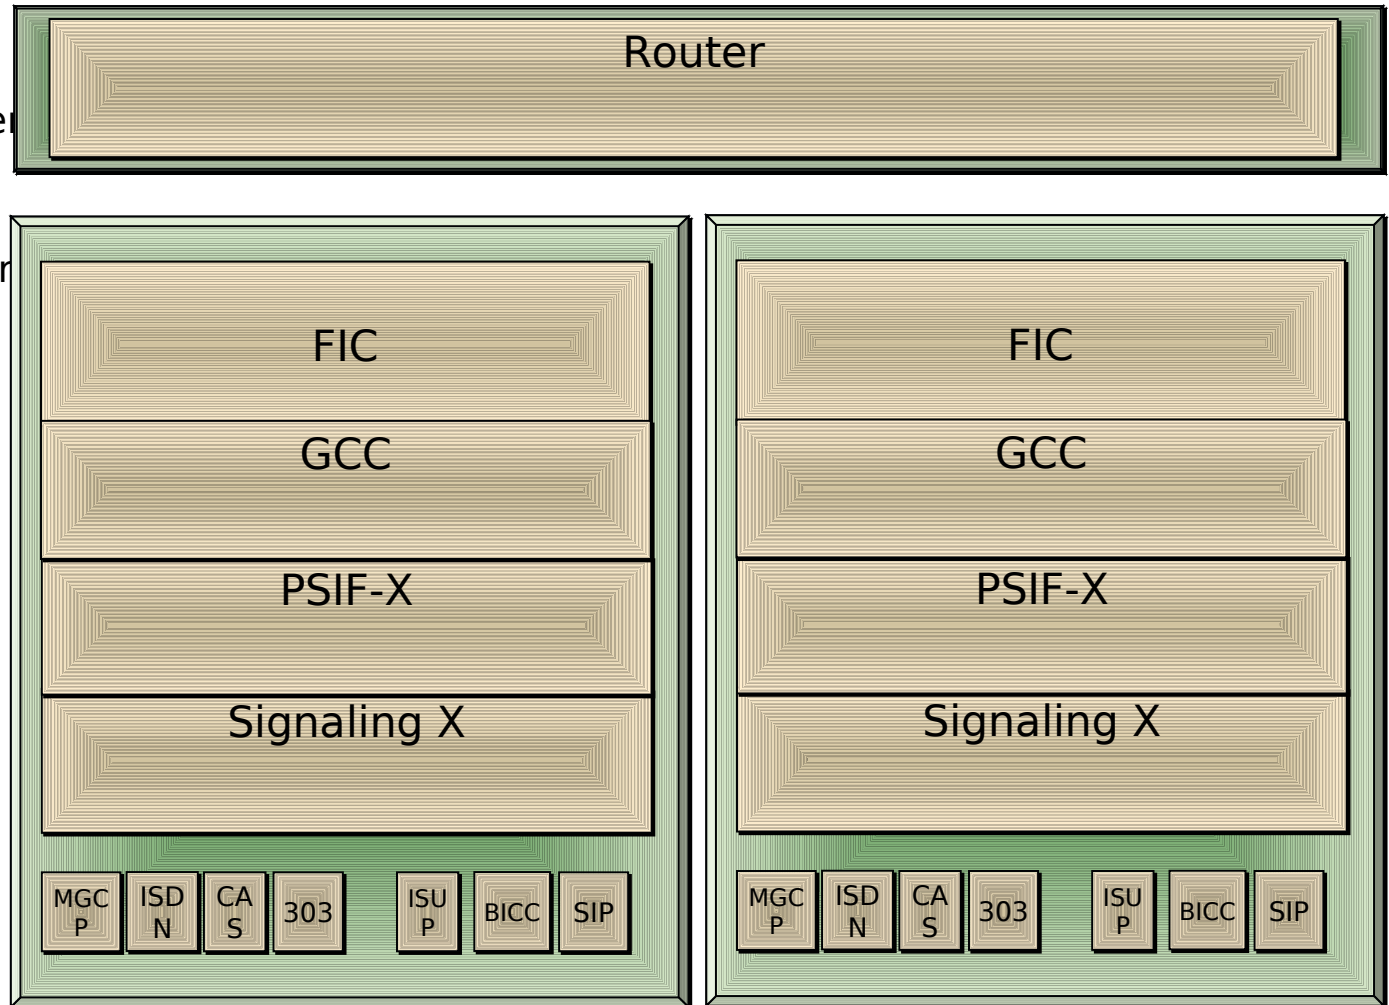 Router
er
r
FIC
GCC
PSIF-X
Signaling X
MGC
P
ISD
N
CA
S
303
ISU
P
BICC
SIP
FIC
GCC
PSIF-X
Signaling X
MGC
P
ISD
N
CA
S
303
ISU
P
BICC
SIP